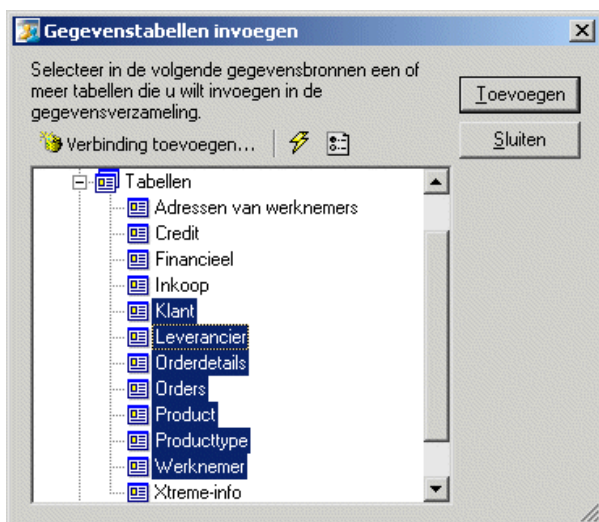 Gegevenstabellen invoegen
Selecteer in de volgende gegevensbronnen een of
meer tabellen die u wilt invoegen in de
gegevensverzameling.
Toevoegen
Sluiten
Verbinding toevoegen...
Tabellen
Adressen van werknemers
Credit
Financieel
Inkoop
Klant
Leverancier
Orderdetails
Orders
Product
Producttype
Werknemer
Xtreme-info